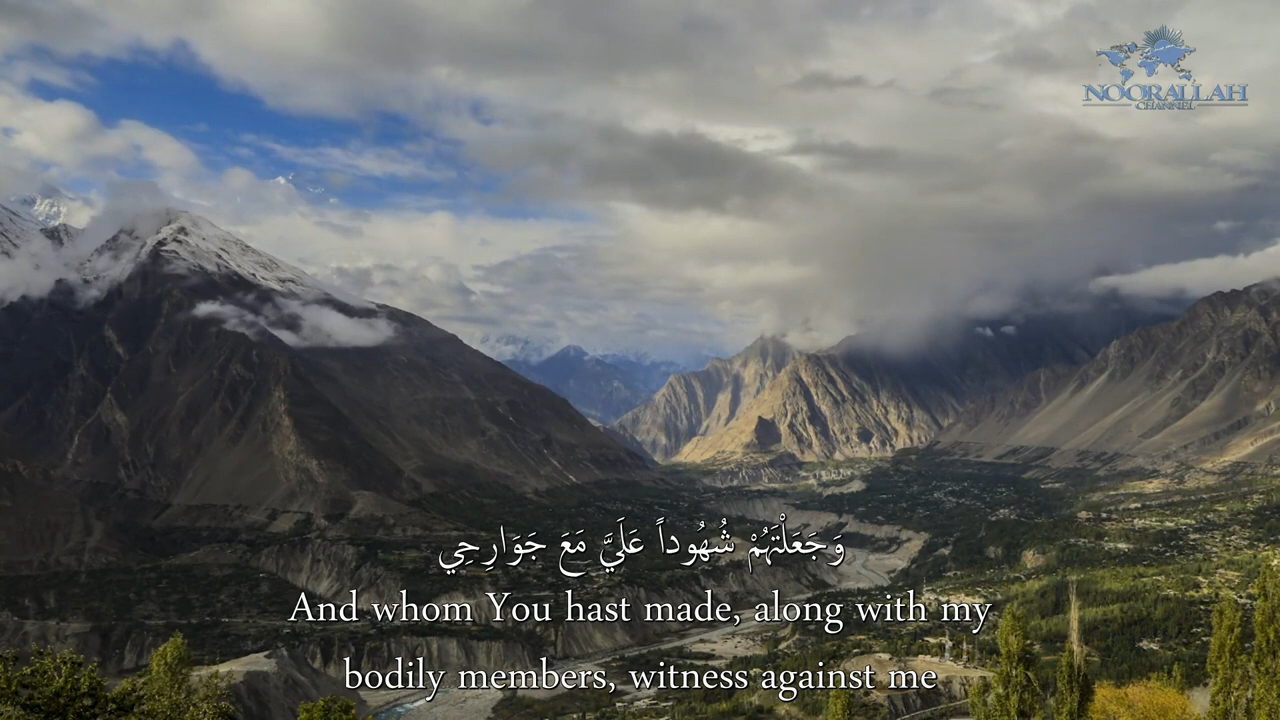 NOORALLAH
CHANNEL
وَجَعَلْتَهُمْ شُهُوداً عَلَيَّ مَعَ جَوَارِحِي
And whom You hast made, along with my
bodily members, witness against me